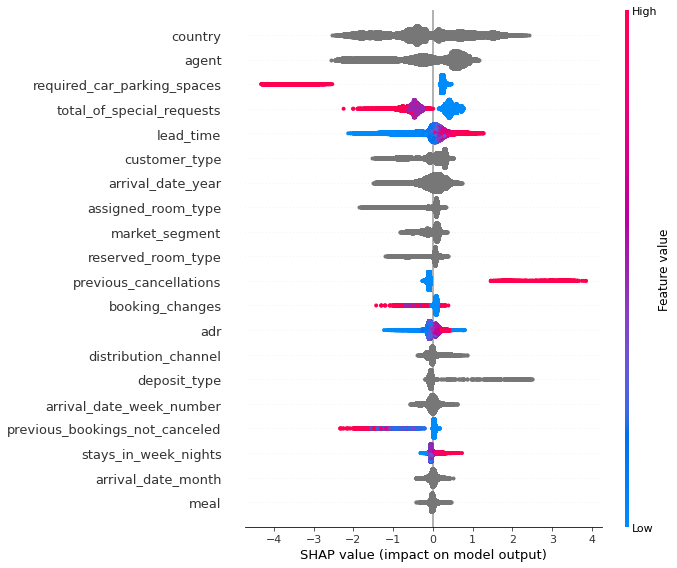 High
country
agent
required_car_parking_spaces
total_of_special_requests
lead_time
customer_type
arrival_date_year
assigned_room_type
market_segment
reserved_room_type
previous_cancellations
booking_changes
adr
distribution_channel
deposit_type
arrival_date_week_number
previous_bookings_not_canceled
stays_in_week_nights
arrival_date_month
meal
Feature value
Low
−4 −3 −2 −1 0 1 2 3 4
SHAP value (impact on model output)